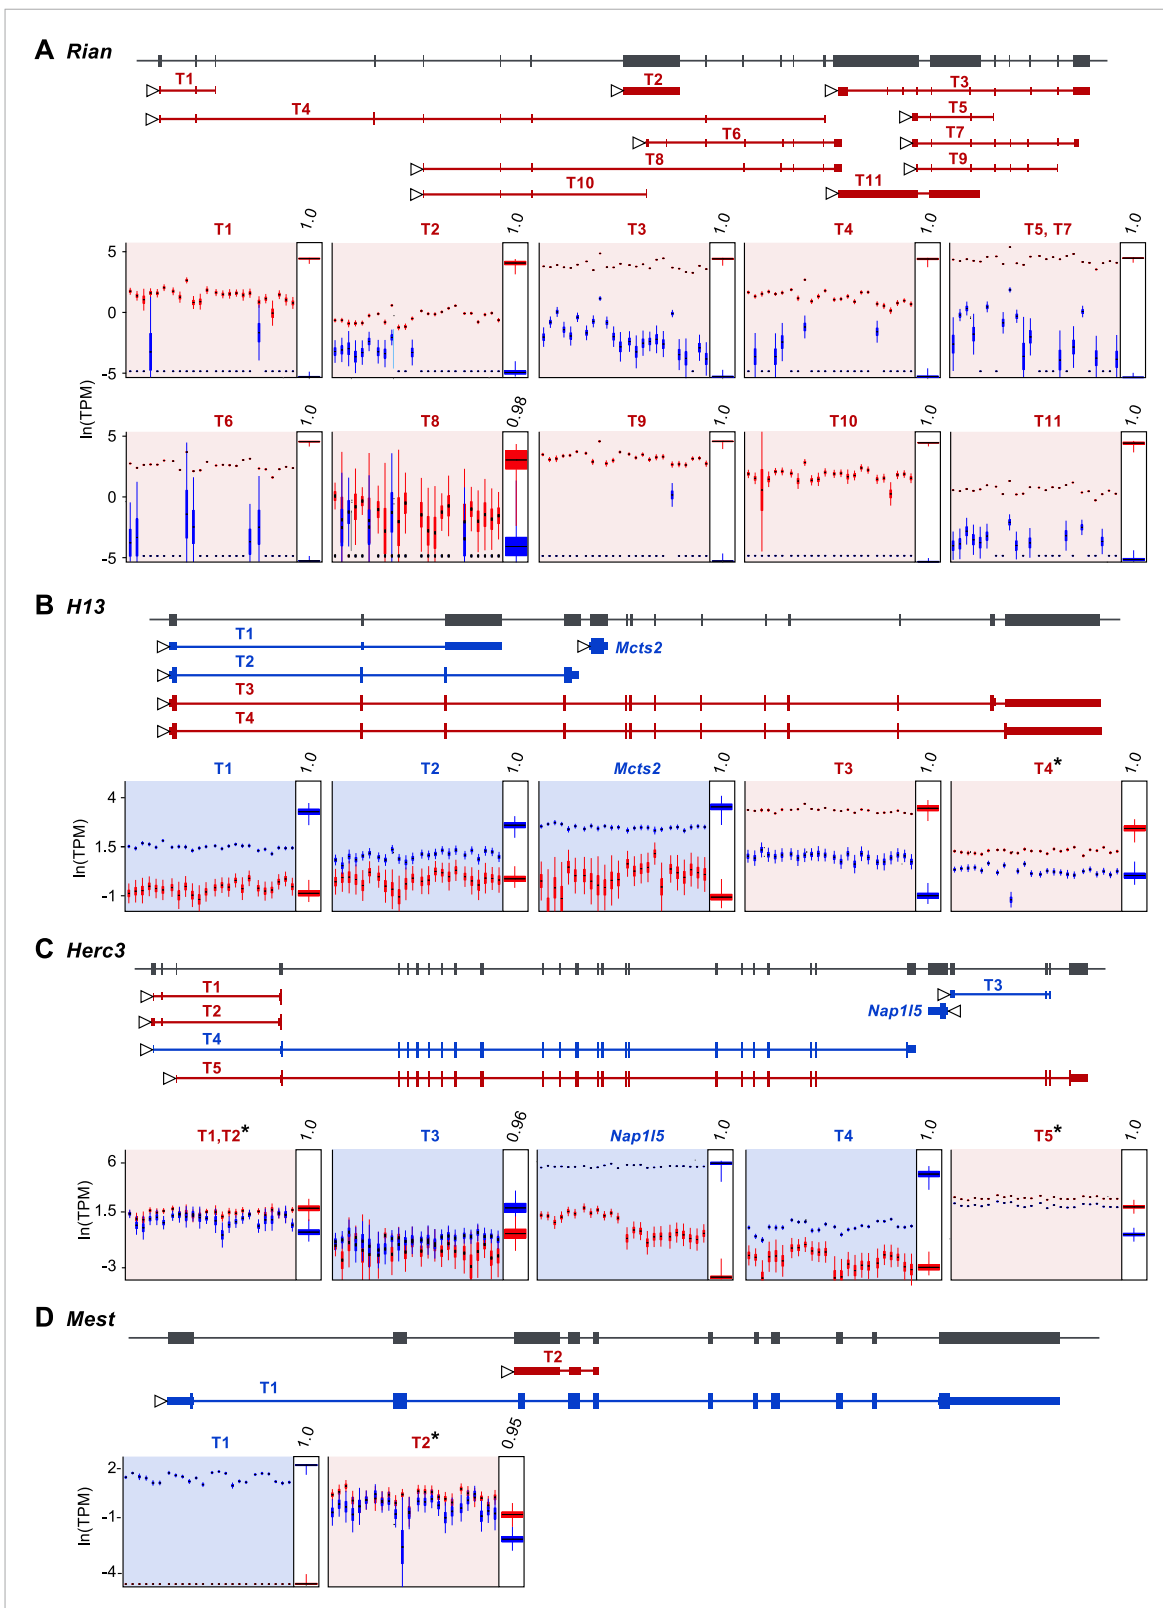 A Rian
T1
T2
T3
T4
T5
T6
T7
T8
T9
T10
T11
T1 1.0 T2 1.0 T3 1.0 T4 1.0 T5, T7 1.0
5
0
-5
ln(TPM)
T6 1.0 T8 0.98 T9 1.0 T10 1.0 T11 1.0
5
0
-5
B H13
T1
Mcts2
T2
T3
T4
T1 1.0 T2 1.0 Mcts2 1.0 T3 1.0 T4* 1.0
4
1.5
-1
ln(TPM)
C Herc3
T1
T3
T2
Nap1l5
T4
T5
T1,T2* 1.0 T3 0.96 Nap1l5 1.0 T4 1.0 T5* 1.0
6
1.5
-3
ln(TPM)
D Mest
T2
T1
T1 1.0 T2* 0.95
2
-1
-4
ln(TPM)